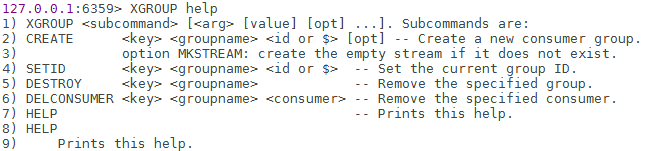 127.0.0.1:6359> XGROUP help
1) XGROUP <subcommand> [<arg> [value] [opt] ...]. Subcommands are:
2) CREATE      <key> <groupname> <id or $> [opt] -- Create a new consumer group.
3)             option MKSTREAM: create the empty stream if it does not exist.
4) SETID       <key> <groupname> <id or $>  -- Set the current group ID.
5) DESTROY     <key> <groupname>            -- Remove the specified group.
6) DELCONSUMER <key> <groupname> <consumer> -- Remove the specified consumer.
7) HELP                                     -- Prints this help.
8) HELP
9)     Prints this help.